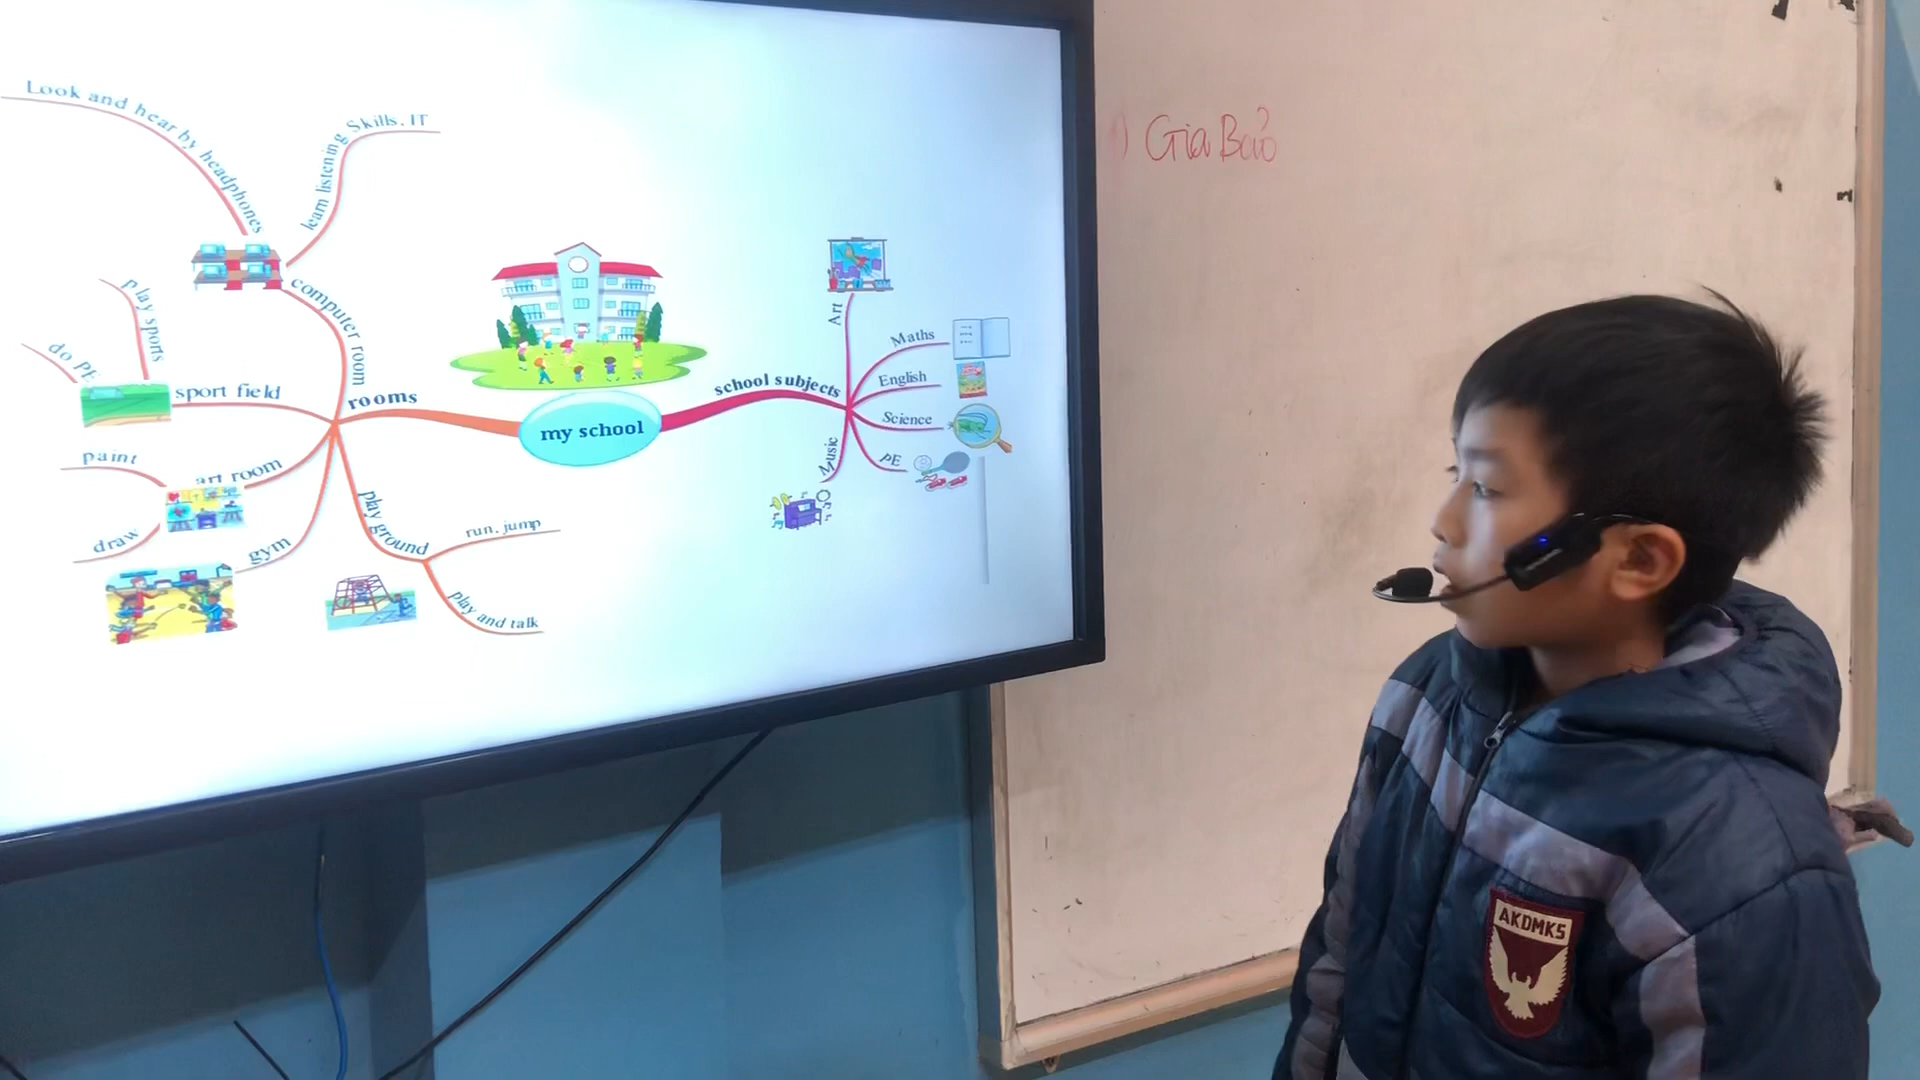 Look and hear by headphones
learn listening Skills. IT
computer room
play sports
do PE
sport field
rooms
paint
art room
draw
gym
play ground
run. jump
play and talk
my school
school subjects
Art
Maths
English
Science
PE
Music
1) Gia Bảo
AKDMKS